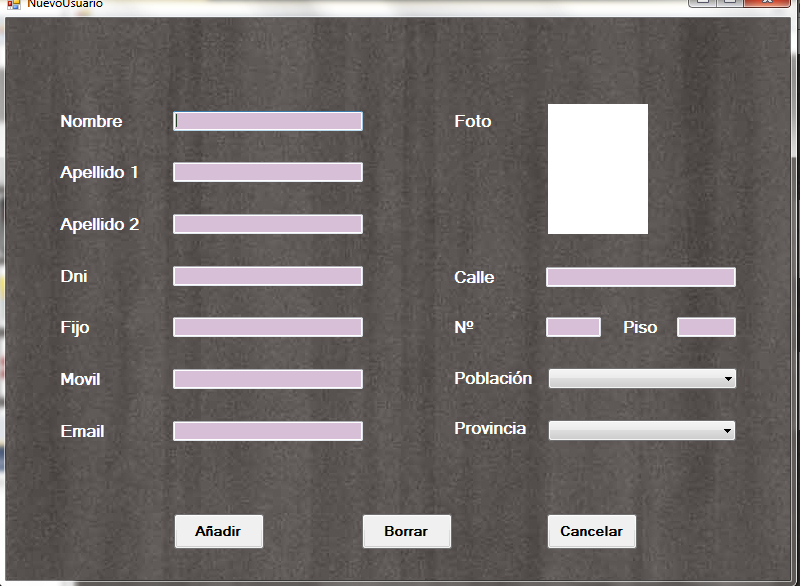 NuevoUsuario
Nombre
Foto
Apellido 1
Apellido 2
Dni
Calle
Fijo
Nº
Piso
Movil
Población
Email
Provincia
Añadir
Borrar
Cancelar